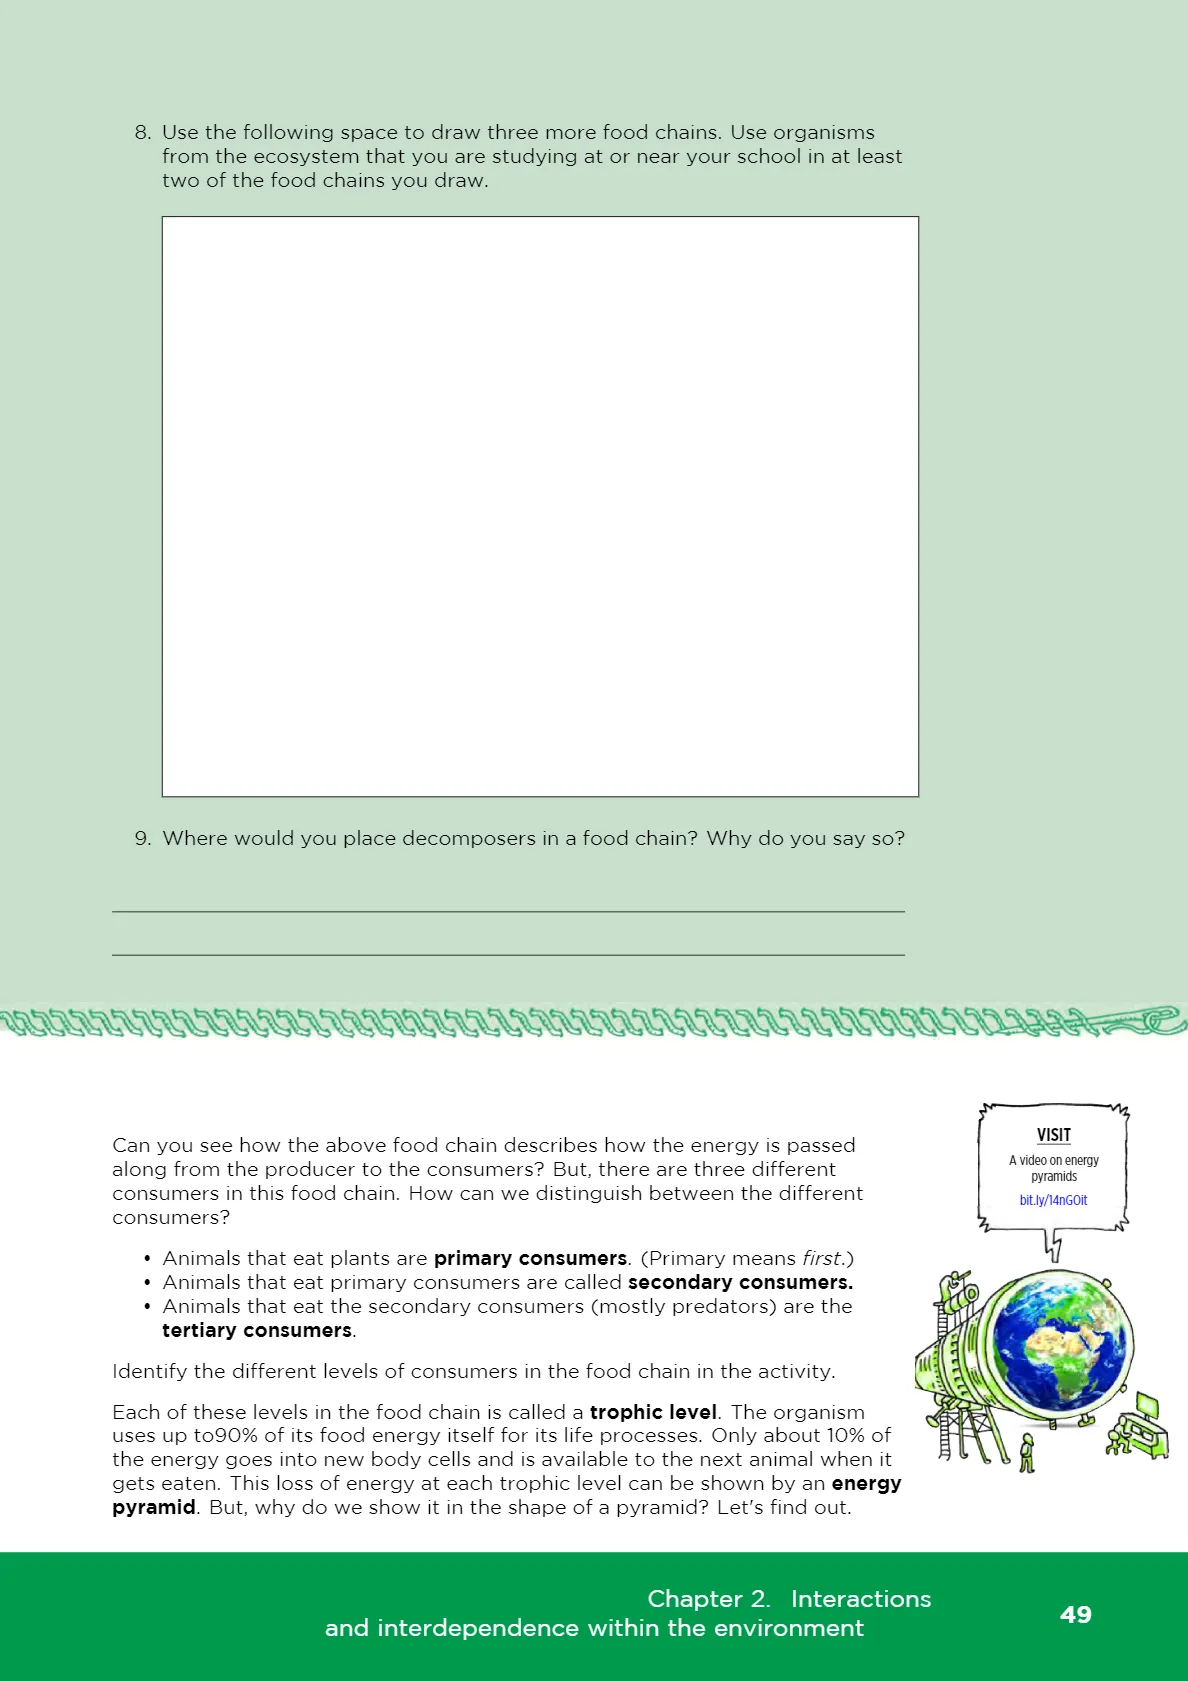 8. Use the following space to draw three more food chains. Use organisms
from the ecosystem that you are studying at or near your school in at least
two of the food chains you draw.
9. Where would you place decomposers in a food chain? Why do you say so?
Can you see how the above food chain describes how the energy is passed
along from the producer to the consumers? But, there are three different
consumers in this food chain. How can we distinguish between the different
consumers?
• Animals that eat plants are primary consumers. (Primary means first.)
• Animals that eat primary consumers are called secondary consumers.
• Animals that eat the secondary consumers (mostly predators) are the
tertiary consumers.
Identify the different levels of consumers in the food chain in the activity.
Each of these levels in the food chain is called a trophic level. The organism
uses up to90% of its food energy itself for its life processes. Only about 10% of
the energy goes into new body cells and is available to the next animal when it
gets eaten. This loss of energy at each trophic level can be shown by an energy
pyramid. But, why do we show it in the shape of a pyramid? Let's find out.
VISIT
A video on energy
pyramids
bit.ly/14nGOit
Chapter 2. Interactions
and interdependence within the environment
49